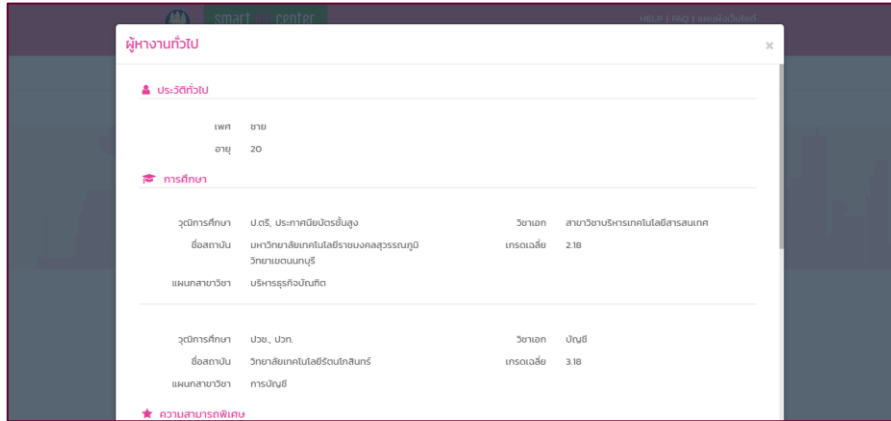 smart job center
HELP | FAQ | แผนผังเว็บไซต์
ผู้หางานทั่วไป
×
ประวัติทั่วไป
เพศ ชาย
อายุ 20
การศึกษา
วุฒิการศึกษา ป.ตรี, ประกาศนียบัตรชั้นสูง วิชาเอก สาขาวิชาบริหารเทคโนโลยีสารสนเทศ
ชื่อสถาบัน มหาวิทยาลัยเทคโนโลยีราชมงคลสุวรรณภูมิ เกรดเฉลี่ย 2.18
วิทยาเขตนนทบุรี
แผนกสาขาวิชา บริหารธุรกิจบัณฑิต
วุฒิการศึกษา ปวช., ปวท. วิชาเอก บัญชี
ชื่อสถาบัน วิทยาลัยเทคโนโลยีรัตนโกสินทร์ เกรดเฉลี่ย 3.18
แผนกสาขาวิชา การบัญชี
ความสามารถพิเศษ